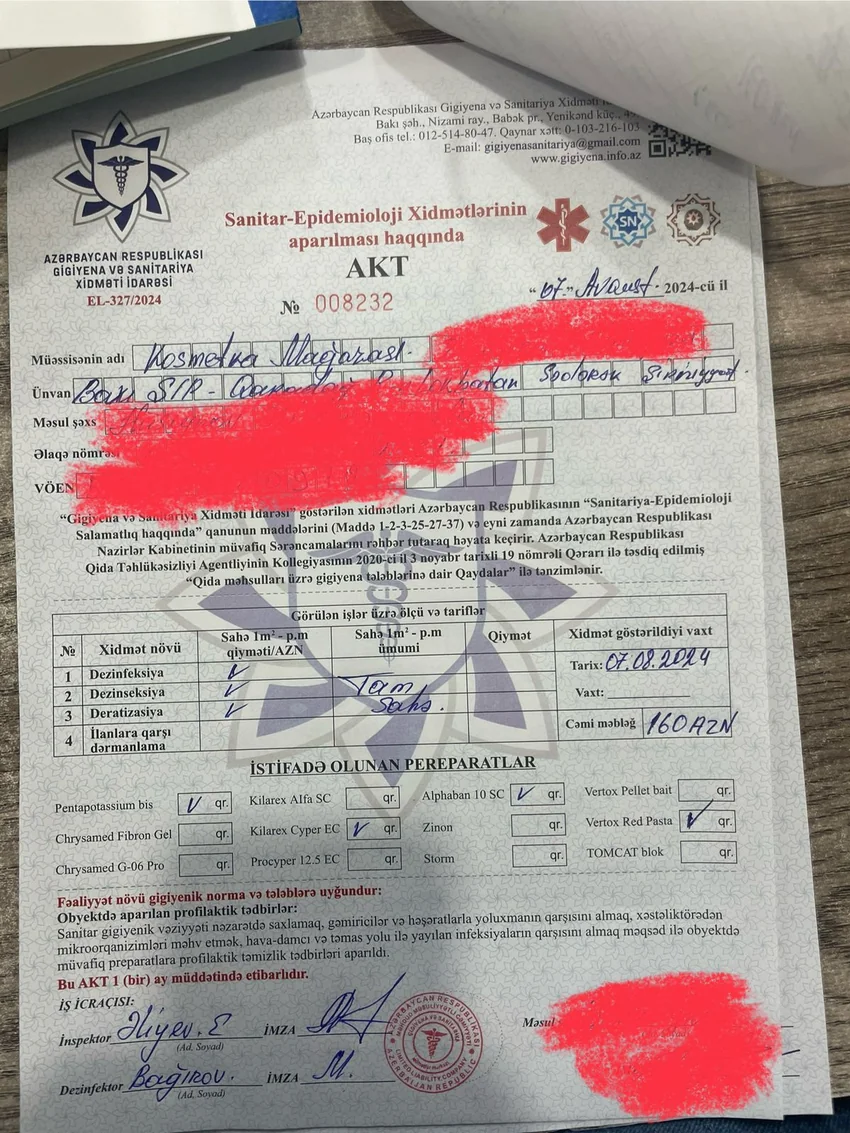 Azərbaycan Respublikası Gigiyena və Sanitariya Xidməti
Bakı şəh., Nizami ray., Babək pr., Yenikənd küç.,
Baş ofis tel.: 012-514-80-47. Qaynar xətt: 0-103-216-103
E-mail: gigiyenasanitariya@gmail.com
www.gigiyena.info.az
AZƏRBAYCAN RESPUBLİKASI
GİGİYENA VƏ SANİTARİYA
XİDMƏTİ İDARƏSİ
EL-327/2024
Sanitar-Epidemioloji Xidmətlərinin
aparılması haqqında
AKT
SN
№ 008232
"07" Avqust 2024-cü il
Müəssisənin adı Kosmetka Mağazası.
Ünvan Bakı
Məsul şəxs
Əlaqə nömrəsi
VÖEN
"Gigiyena və Sanitariya Xidməti İdarəsi" göstərilən xidmətləri Azərbaycan Respublikasının "Sanitariya-Epidemioloji
Salamatlıq haqqında" qanunun maddələrini (Maddə 1-2-3-25-27-37) və eyni zamanda Azərbaycan Respublikası
Nazirlər Kabinetinin müvafiq Sərəncamalarını rəhbər tutaraq həyata keçirir. Azərbaycan Respublikası
Qida Təhlükəsizliyi Agentliyinin Kollegiyasının 2020-ci il 3 noyabr tarixli 19 nömrəli Qərarı ilə təsdiq edilmiş
"Qida məhsulları üzrə gigiyena tələblərinə dair Qaydalar" ilə tənzimlənir.
Görülən işlər üzrə ölçü və tariflər
№ Xidmət növü Sahə 1m² - p.m qiyməti/AZN Sahə 1m² - p.m ümumi Qiymət Xidmət göstərildiyi vaxt
1 Dezinfeksiya Tarix: 07.08.2024
2 Dezinseksiya Tam Vaxt:
3 Deratizasiya Sahə. Cəmi məbləğ 160 AZN
4 İlanlara qarşı dərmanlama
İSTİFADƏ OLUNAN PEREPARATLAR
Pentapotassium bis qr. Kilarex Alfa SC qr. Alphaban 10 SC qr. Vertox Pellet bait qr.
Chrysamed Fibron Gel qr. Kilarex Cyper EC qr. Zinon qr. Vertox Red Pasta qr.
Chrysamed G-06 Pro qr. Procyper 12.5 EC qr. Storm qr. TOMCAT blok qr.
Fəaliyyət növü gigiyenik norma və tələblərə uyğundur:
Obyektdə aparılan profilaktik tədbirlər:
Sanitar gigiyenik vəziyyəti nəzarətdə saxlamaq, gəmiricilər və həşəratlarla yoluxmanın qarşısını almaq, xəstəliktörədən
mikroorqanizimləri məhv etmək, hava-damcı və təmas yolu ilə yayılan infeksiyaların qarşısını almaq məqsəd ilə obyektdə
müvafiq preparatlara profilaktik təmizlik tədbirləri aparıldı.
Bu AKT 1 (bir) ay müddətində etibarlıdır.
İŞ İCRAÇISI:
İnspektor Əliyev. E İMZA
(Ad. Soyad)
Dezinfektor Bağırov. İMZA
(Ad, Soyad)
Məsul